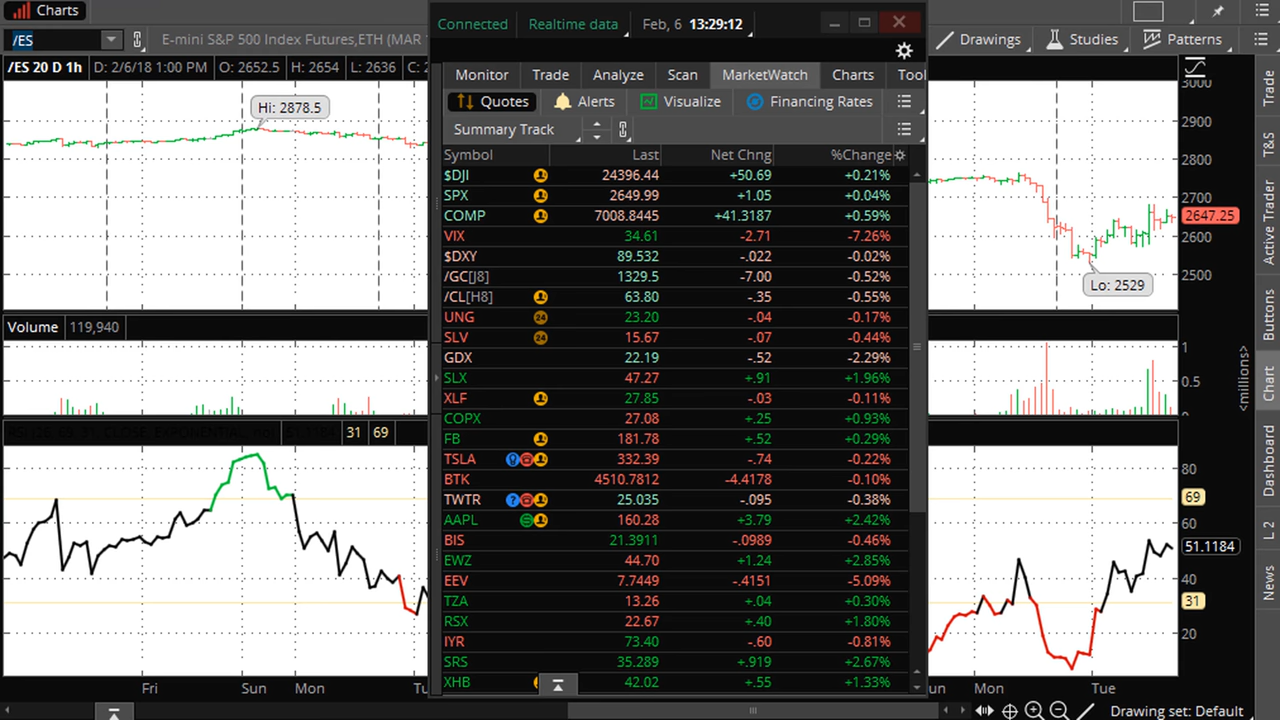 Charts
/ES
E-mini S&P 500 Index Futures,ETH (MAR
/ES 20 D 1h D: 2/6/18 1:00 PM O: 2652.5 H: 2654 L: 2636 C: 2
Hi: 2878.5
Volume 119,940
31 69
Fri Sun Mon Tu
Connected Realtime data Feb, 6 13:29:12
Monitor Trade Analyze Scan MarketWatch Charts Tool
Quotes Alerts Visualize Financing Rates
Summary Track
Symbol Last Net Chng %Change
$DJI 24396.44 +50.69 +0.21%
SPX 2649.99 +1.05 +0.04%
COMP 7008.8445 +41.3187 +0.59%
VIX 34.61 -2.71 -7.26%
$DXY 89.532 -.022 -0.02%
/GC[J8] 1329.5 -7.00 -0.52%
/CL[H8] 63.80 -.35 -0.55%
UNG 24 23.20 -.04 -0.17%
SLV 24 15.67 -.07 -0.44%
GDX 22.19 -.52 -2.29%
SLX 47.27 +.91 +1.96%
XLF 27.85 -.03 -0.11%
COPX 27.08 +.25 +0.93%
FB 181.78 +.52 +0.29%
TSLA 332.39 -.74 -0.22%
BTK 4510.7812 -4.4178 -0.10%
TWTR ? 25.035 -.095 -0.38%
AAPL 160.28 +3.79 +2.42%
BIS 21.3911 -.0989 -0.46%
EWZ 44.70 +1.24 +2.85%
EEV 7.7449 -.4151 -5.09%
TZA 13.26 +.04 +0.30%
RSX 22.67 +.40 +1.80%
IYR 73.40 -.60 -0.81%
SRS 35.289 +.919 +2.67%
XHB 42.02 +.55 +1.33%
Drawings Studies Patterns
3000
2900
2800
2700
2647.25
2600
2500
Lo: 2529
1
0.5
<millions>
80
69
60
51.1184
40
31
20
un Mon Tue
Drawing set: Default
Trade
T&S
Active Trader
Buttons
Chart
Dashboard
L 2
News